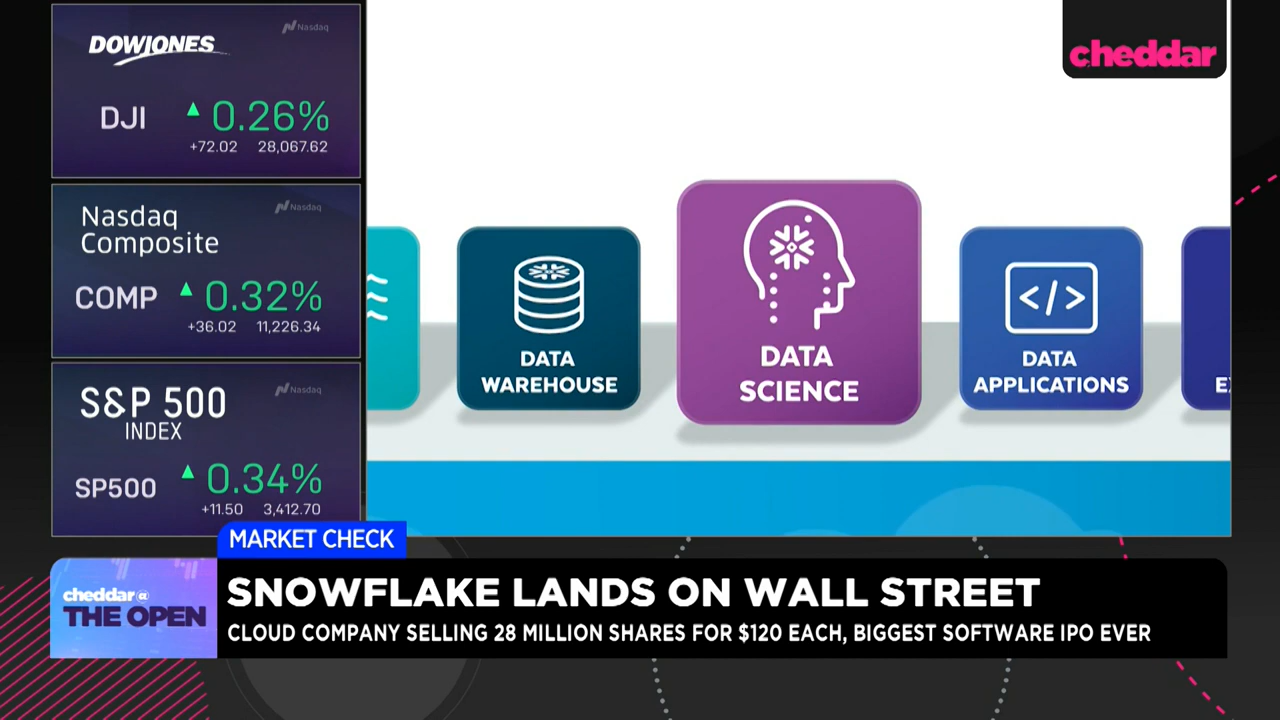 DOWJONES
Nasdaq
DJI ▲ 0.26%
+72.02 28,067.62
Nasdaq
Composite
Nasdaq
COMP ▲ 0.32%
+36.02 11,226.34
S&P 500
INDEX
Nasdaq
SP500 ▲ 0.34%
+11.50 3,412.70
cheddar
DATA
WAREHOUSE
DATA
SCIENCE
</>
DATA
APPLICATIONS
MARKET CHECK
cheddar@
THE OPEN
SNOWFLAKE LANDS ON WALL STREET
CLOUD COMPANY SELLING 28 MILLION SHARES FOR $120 EACH, BIGGEST SOFTWARE IPO EVER